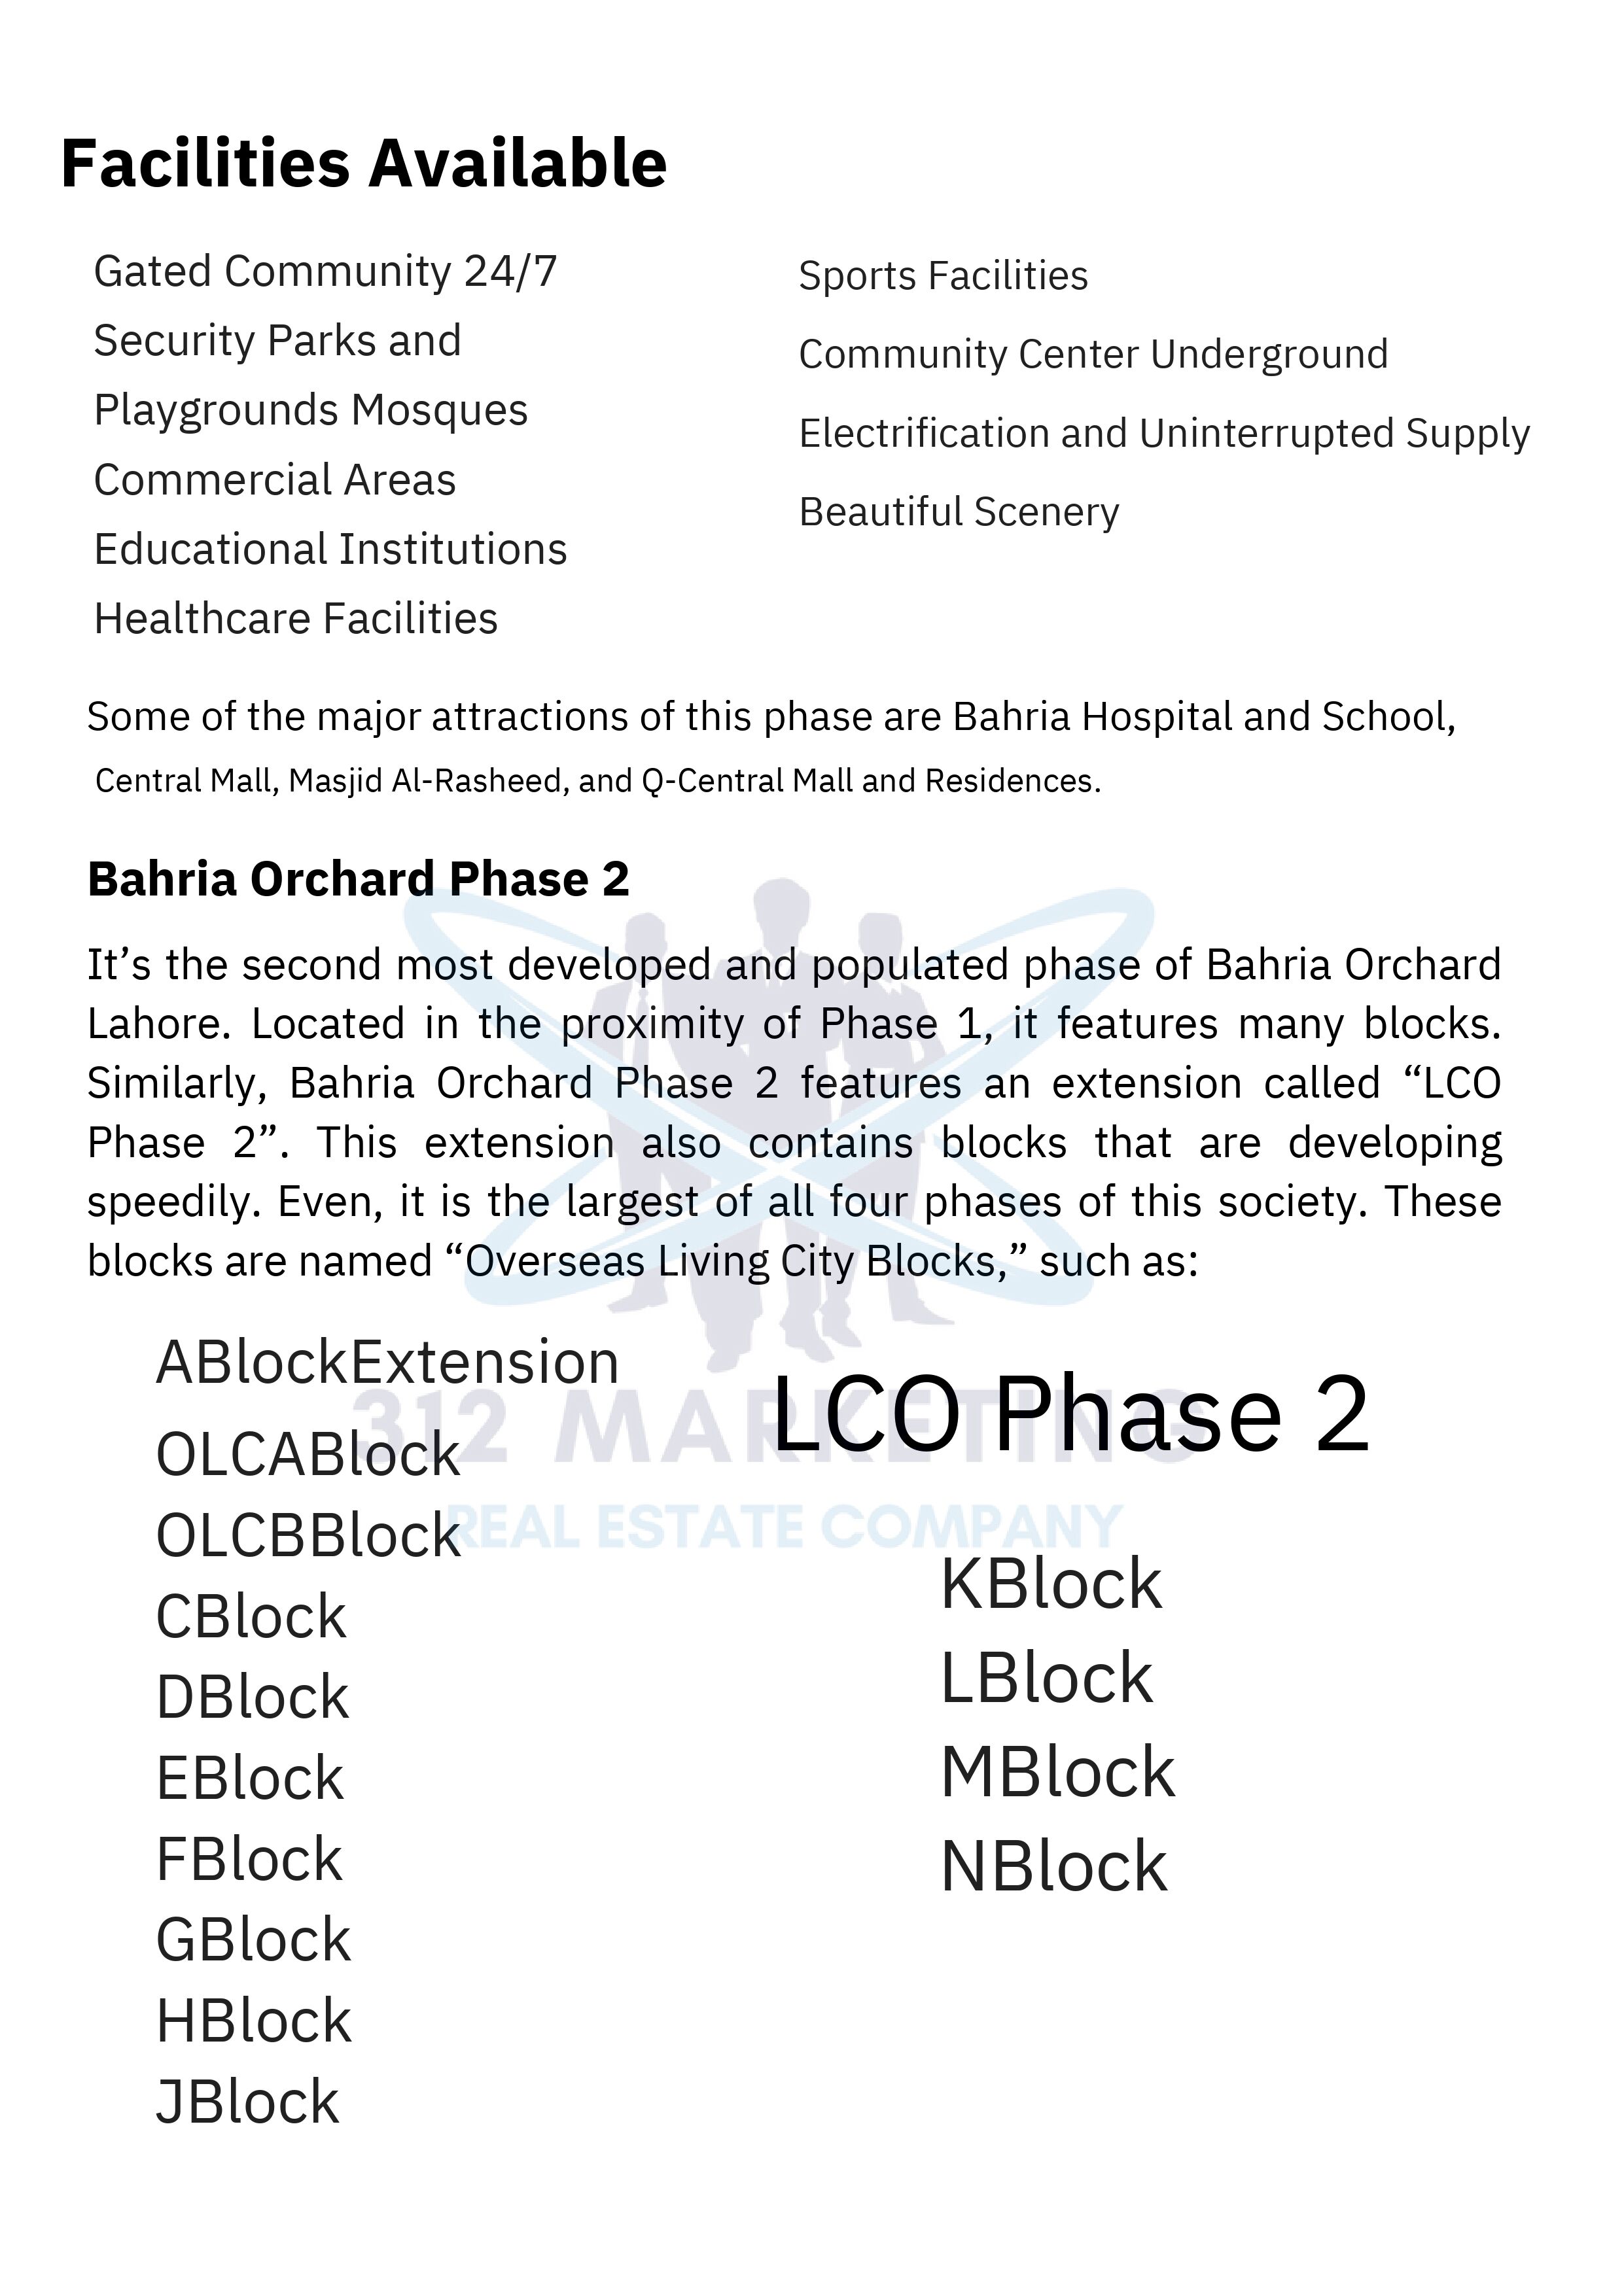 Facilities Available
Gated Community 24/7
Security Parks and
Playgrounds Mosques
Commercial Areas
Educational Institutions
Healthcare Facilities
Sports Facilities
Community Center Underground
Electrification and Uninterrupted Supply
Beautiful Scenery
Some of the major attractions of this phase are Bahria Hospital and School,
Central Mall, Masjid Al-Rasheed, and Q-Central Mall and Residences.
Bahria Orchard Phase 2
It’s the second most developed and populated phase of Bahria Orchard
Lahore. Located in the proximity of Phase 1, it features many blocks.
Similarly, Bahria Orchard Phase 2 features an extension called “LCO
Phase 2”. This extension also contains blocks that are developing
speedily. Even, it is the largest of all four phases of this society. These
blocks are named “Overseas Living City Blocks,” such as:
ABlockExtension
OLCABlock
OLCBBlock
CBlock
DBlock
EBlock
FBlock
GBlock
HBlock
JBlock
LCO Phase 2
KBlock
LBlock
MBlock
NBlock
312 MARKETING
REAL ESTATE COMPANY